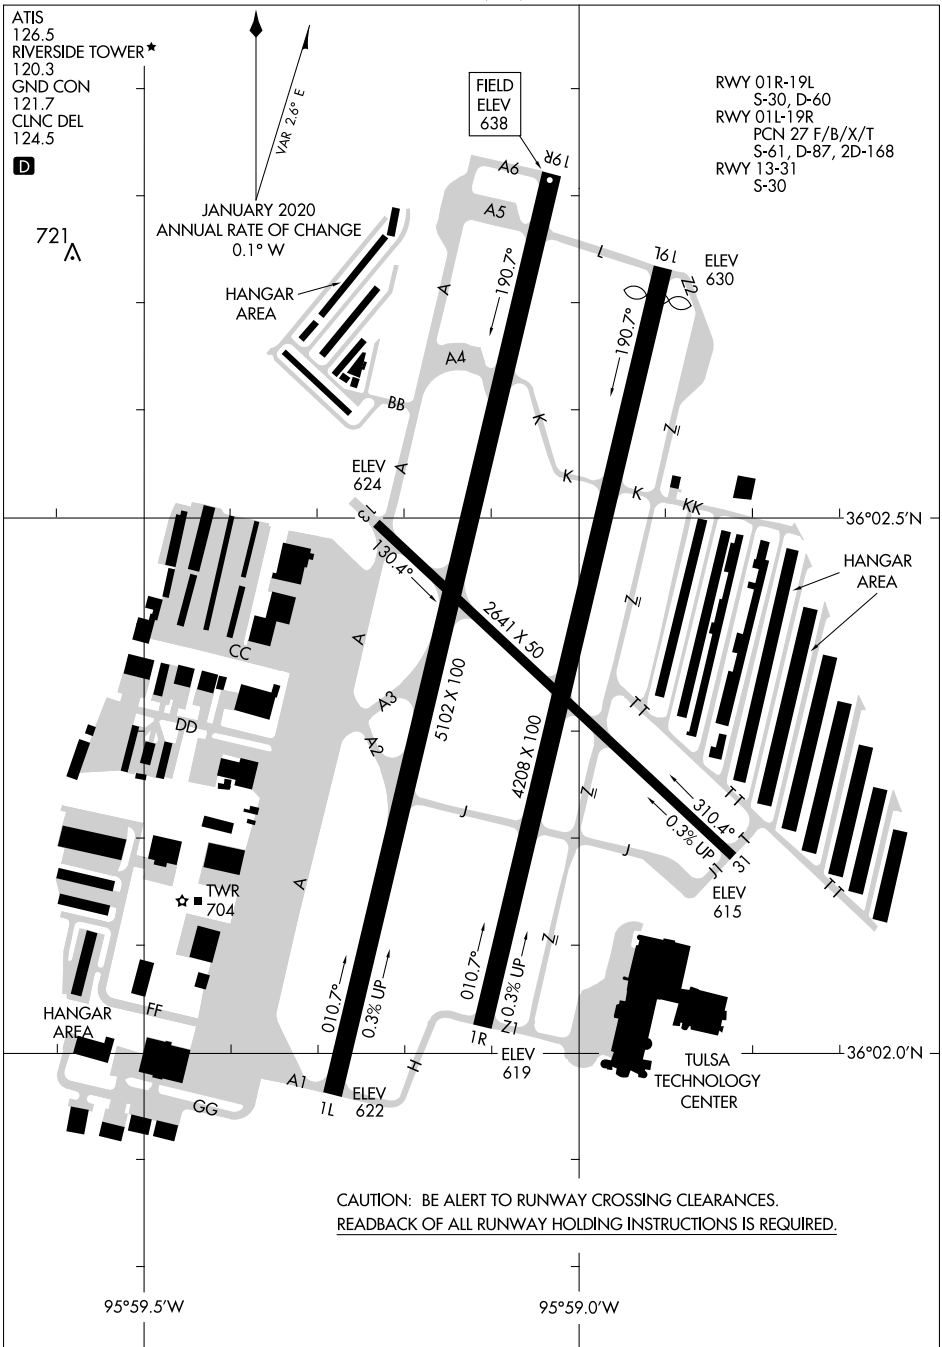 ATIS
126.5
RIVERSIDE TOWER★
120.3
GND CON
121.7
CLNC DEL
124.5
D
VAR 2.6° E
JANUARY 2020
ANNUAL RATE OF CHANGE
0.1° W
FIELD
ELEV
638
RWY 01R-19L
S-30, D-60
RWY 01L-19R
PCN 27 F/B/X/T
S-61, D-87, 2D-168
RWY 13-31
S-30
721
HANGAR
AREA
A6
19R
A5
L
19L
ELEV
630
Z2
190.7°
190.7°
A
A4
BB
K
Z
ELEV
624
A
K
K
KK
13
36°02.5'N
130.4°
HANGAR
AREA
2641 X 50
Z
CC
A
5102 X 100
A3
TT
DD
A2
4208 X 100
J
Z
310.4°
0.3% UP
TT
J
T
31
J
ELEV
615
TT
A
TWR
704
Z
010.7°
0.3% UP
010.7°
0.3% UP
HANGAR
AREA
FF
1R
Z1
ELEV
619
36°02.0'N
TULSA
TECHNOLOGY
CENTER
A1
H
GG
1L
ELEV
622
CAUTION: BE ALERT TO RUNWAY CROSSING CLEARANCES.
READBACK OF ALL RUNWAY HOLDING INSTRUCTIONS IS REQUIRED.
95°59.5'W
95°59.0'W